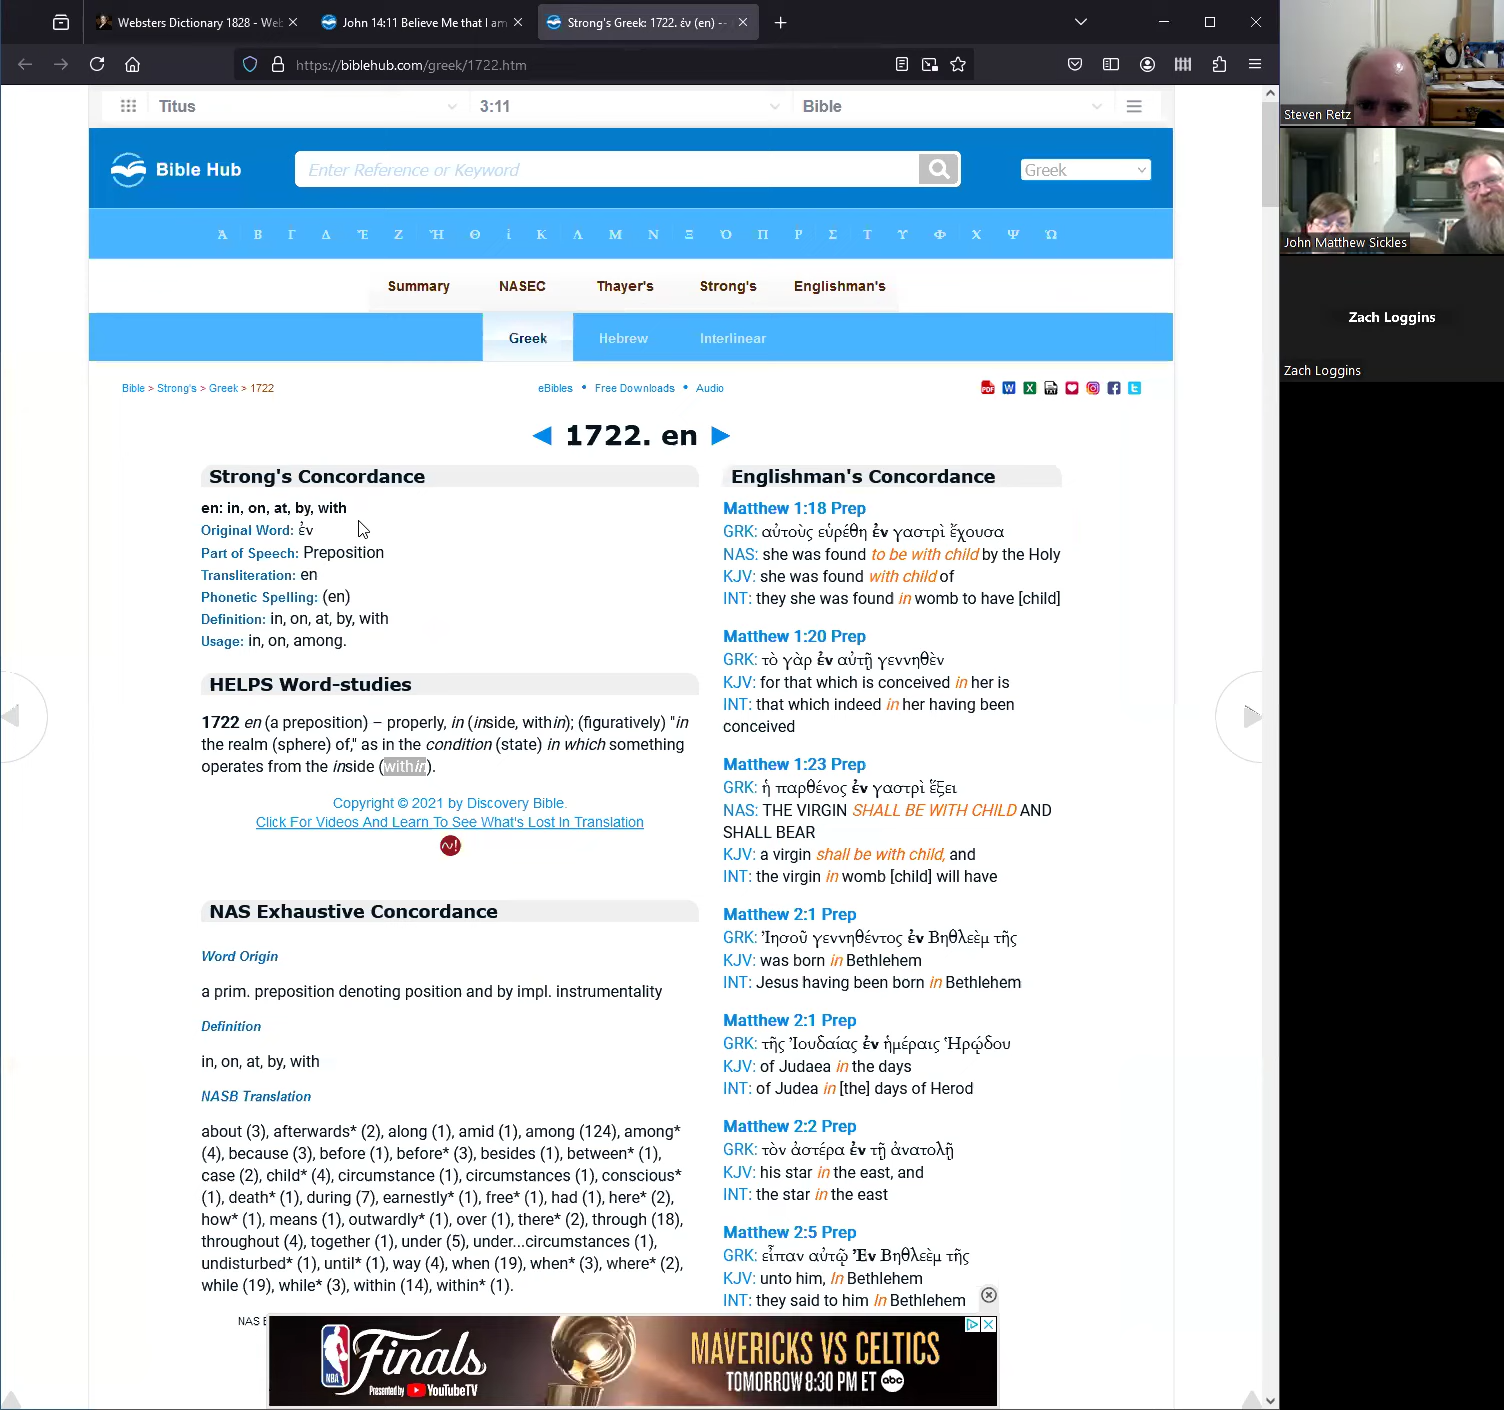 Websters Dictionary 1828 - Web
John 14:11 Believe Me that I am
Strong's Greek: 1722. ἐν (en) --
https://biblehub.com/greek/1722.htm
Titus
3:11
Bible
Bible Hub
Enter Reference or Keyword
Greek
Ἀ Β Γ Δ Ἐ Ζ Ἠ Θ ἰ Κ Λ Μ Ν Ξ Ὀ Π Ρ Σ Τ Υ Φ Χ Ψ Ὠ
Summary NASEC Thayer's Strong's Englishman's
Greek Hebrew Interlinear
Bible > Strong's > Greek > 1722
eBibles • Free Downloads • Audio
◄ 1722. en ►
Strong's Concordance
en: in, on, at, by, with
Original Word: ἐν
Part of Speech: Preposition
Transliteration: en
Phonetic Spelling: (en)
Definition: in, on, at, by, with
Usage: in, on, among.
HELPS Word-studies
1722 en (a preposition) – properly, in (inside, within); (figuratively) "in
the realm (sphere) of," as in the condition (state) in which something
operates from the inside (within).
Copyright © 2021 by Discovery Bible.
Click For Videos And Learn To See What's Lost In Translation
NAS Exhaustive Concordance
Word Origin
a prim. preposition denoting position and by impl. instrumentality
Definition
in, on, at, by, with
NASB Translation
about (3), afterwards* (2), along (1), amid (1), among (124), among*
(4), because (3), before (1), before* (3), besides (1), between* (1),
case (2), child* (4), circumstance (1), circumstances (1), conscious*
(1), death* (1), during (7), earnestly* (1), free* (1), had (1), here* (2),
how* (1), means (1), outwardly* (1), over (1), there* (2), through (18),
throughout (4), together (1), under (5), under...circumstances (1),
undisturbed* (1), until* (1), way (4), when (19), when* (3), where* (2),
while (19), while* (3), within (14), within* (1).
NAS E
Englishman's Concordance
Matthew 1:18 Prep
GRK: αὐτοὺς εὑρέθη ἐν γαστρὶ ἔχουσα
NAS: she was found to be with child by the Holy
KJV: she was found with child of
INT: they she was found in womb to have [child]
Matthew 1:20 Prep
GRK: τὸ γὰρ ἐν αὐτῇ γεννηθὲν
KJV: for that which is conceived in her is
INT: that which indeed in her having been
conceived
Matthew 1:23 Prep
GRK: ἡ παρθένος ἐν γαστρὶ ἕξει
NAS: THE VIRGIN SHALL BE WITH CHILD AND
SHALL BEAR
KJV: a virgin shall be with child, and
INT: the virgin in womb [child] will have
Matthew 2:1 Prep
GRK: Ἰησοῦ γεννηθέντος ἐν Βηθλεὲμ τῆς
KJV: was born in Bethlehem
INT: Jesus having been born in Bethlehem
Matthew 2:1 Prep
GRK: τῆς Ἰουδαίας ἐν ἡμέραις Ἡρῴδου
KJV: of Judaea in the days
INT: of Judea in [the] days of Herod
Matthew 2:2 Prep
GRK: τὸν ἀστέρα ἐν τῇ ἀνατολῇ
KJV: his star in the east, and
INT: the star in the east
Matthew 2:5 Prep
GRK: εἶπαν αὐτῷ Ἐν Βηθλεὲμ τῆς
KJV: unto him, In Bethlehem
INT: they said to him In Bethlehem
NBA
Finals
Presented by YouTubeTV
MAVERICKS VS CELTICS
TOMORROW 8:30 PM ET abc
Steven Retz
John Matthew Sickles
Zach Loggins
Zach Loggins